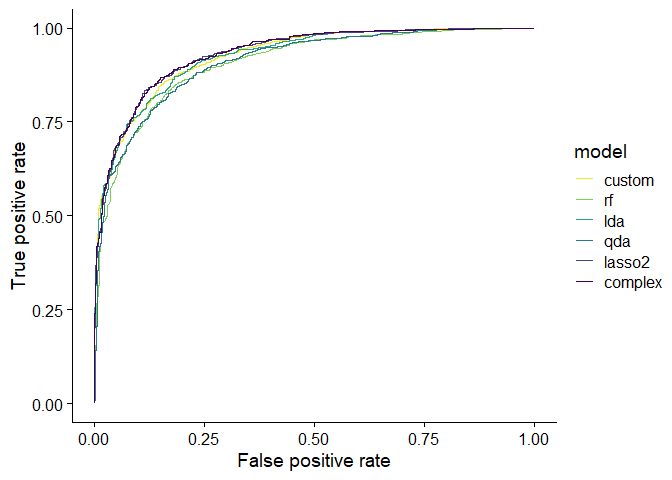 True positive rate
1.00
0.75
0.50
0.25
0.00
0.00 0.25 0.50 0.75 1.00
False positive rate
model
custom
rf
lda
qda
lasso2
complex